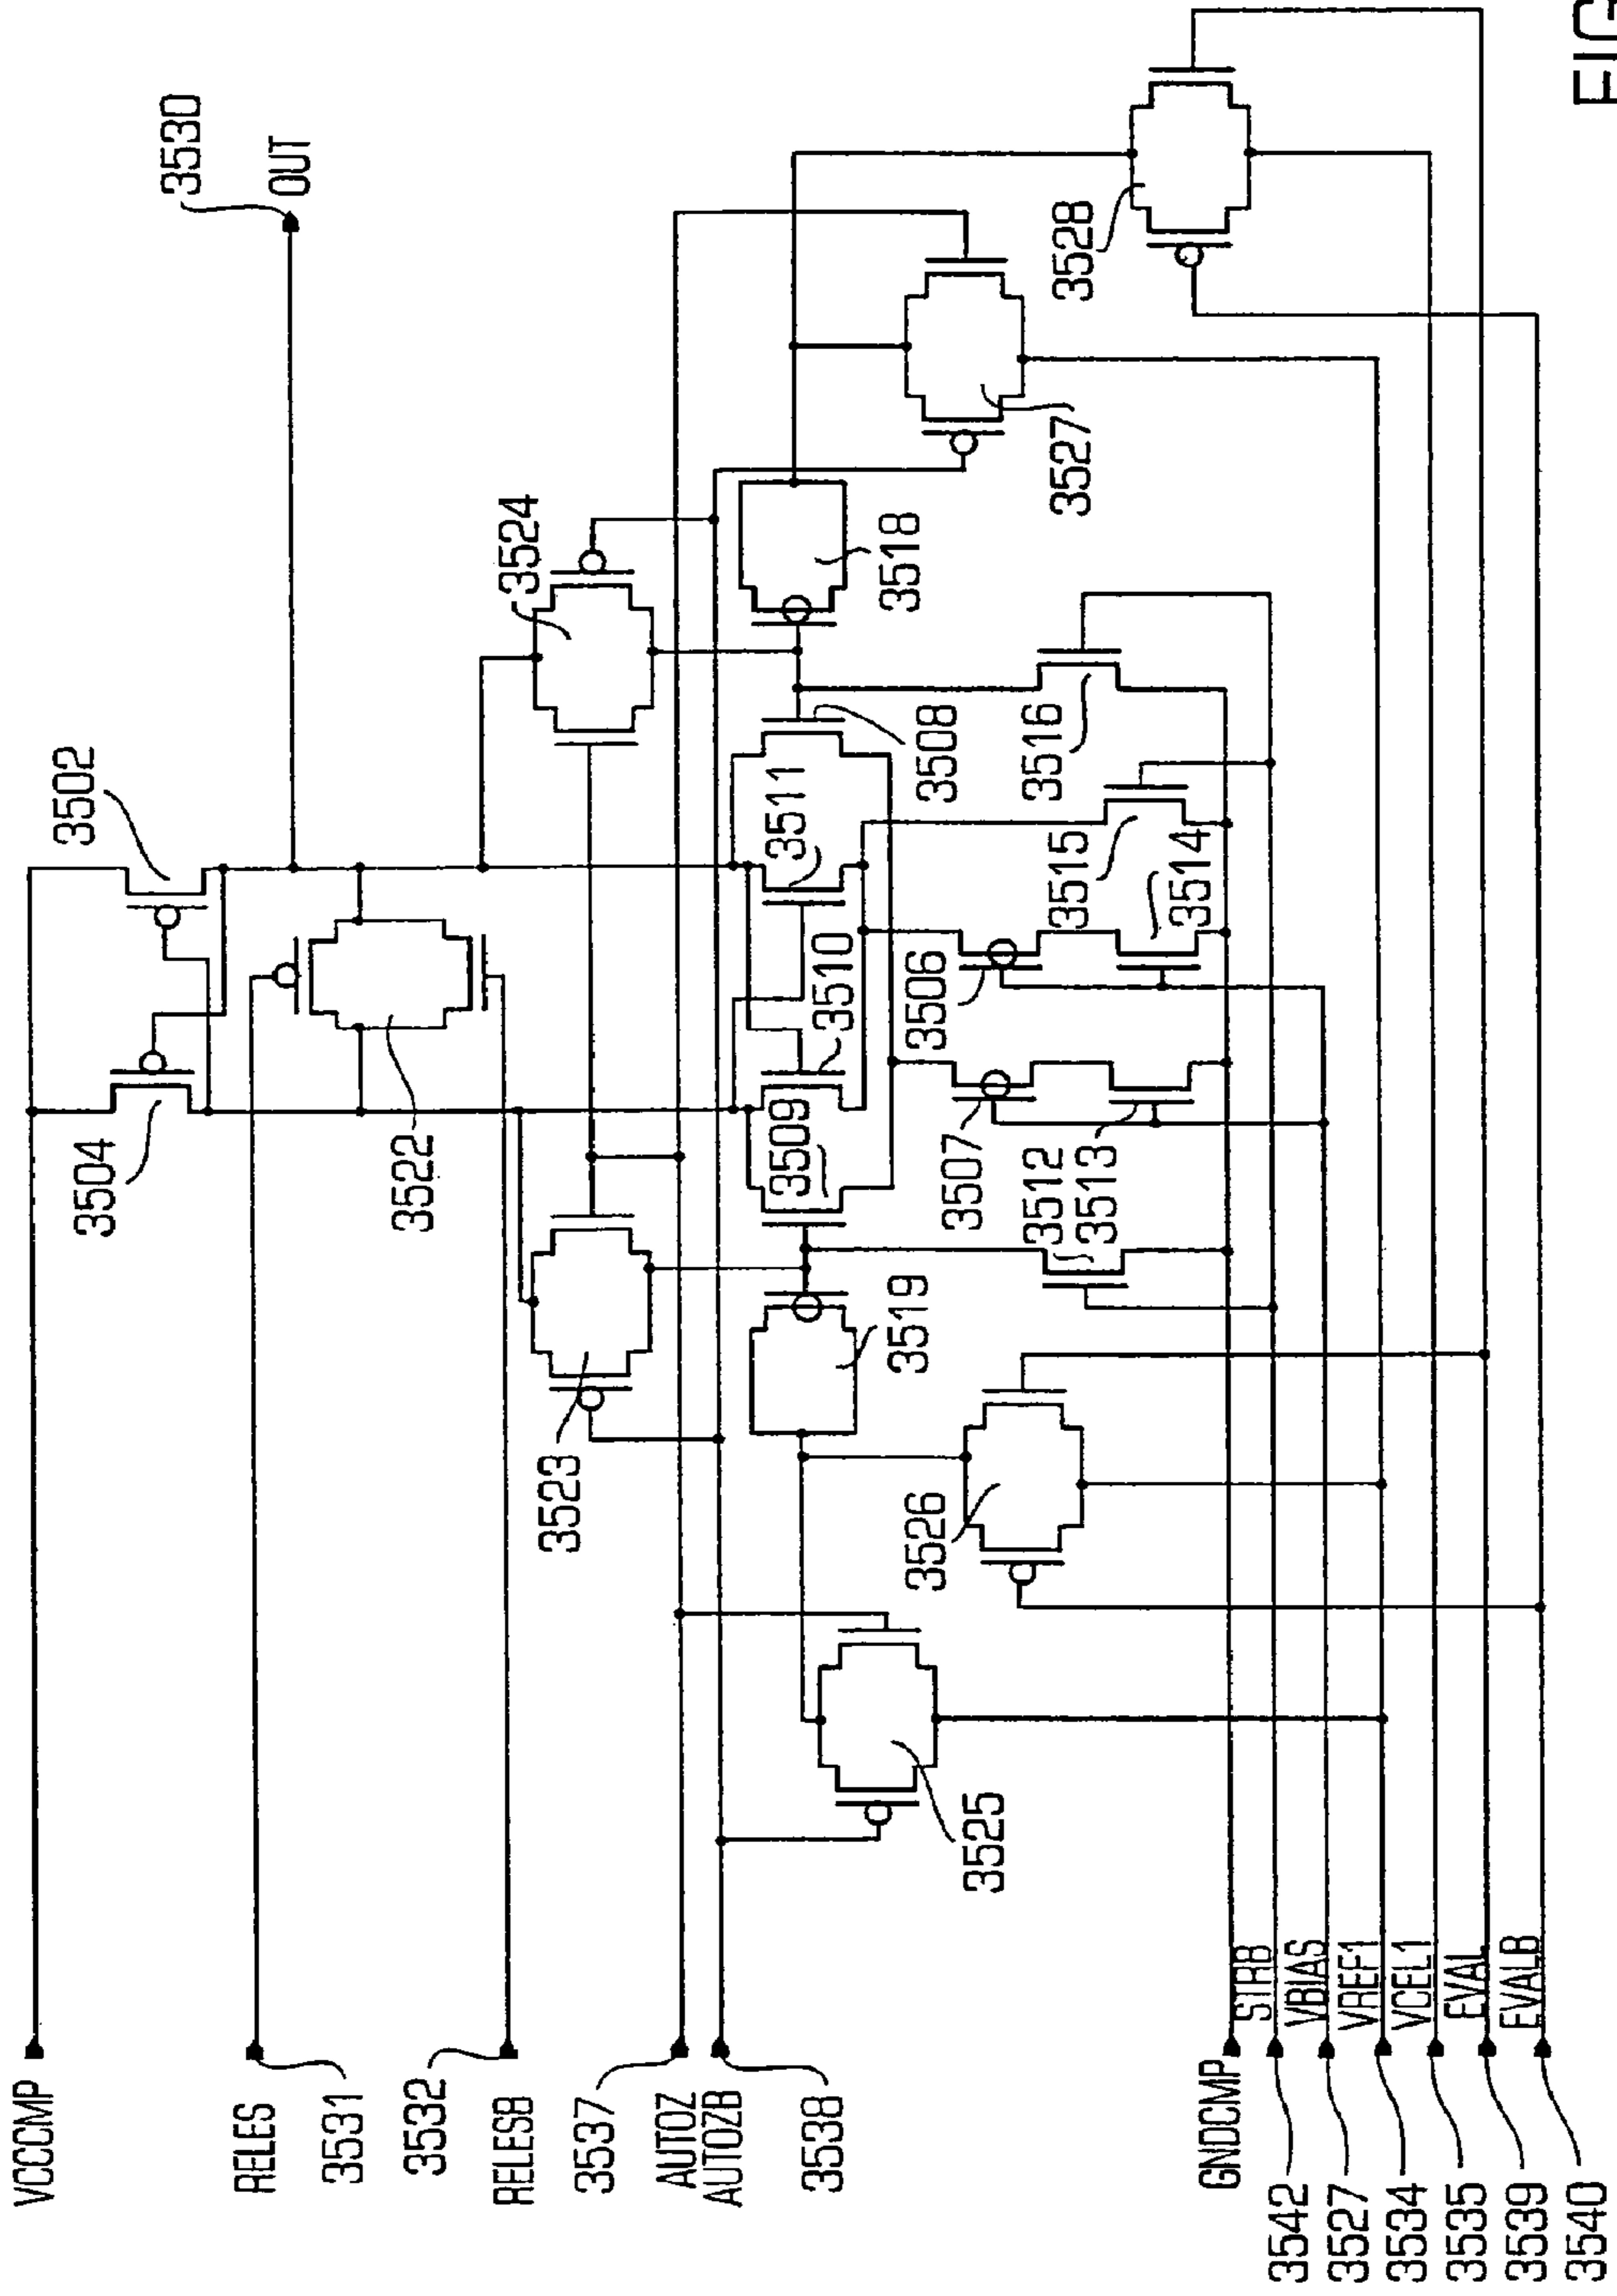 VCCCMP
3502
3504
3530
OUT
RELES
3531
3522
3532
RELESB
3524
3523
3537
AUTOZ
AUTOZB
3538
3509
3511
3510
3518
3519
3526
3506
3508
3507
3525
3512
3516
3513
3515
3527
3528
3514
GNDCMP
3542 STRB
3527 VBIAS
3534 VREF1
3535 VCEL1
3539 EVAL
3540 EVALB
FIG